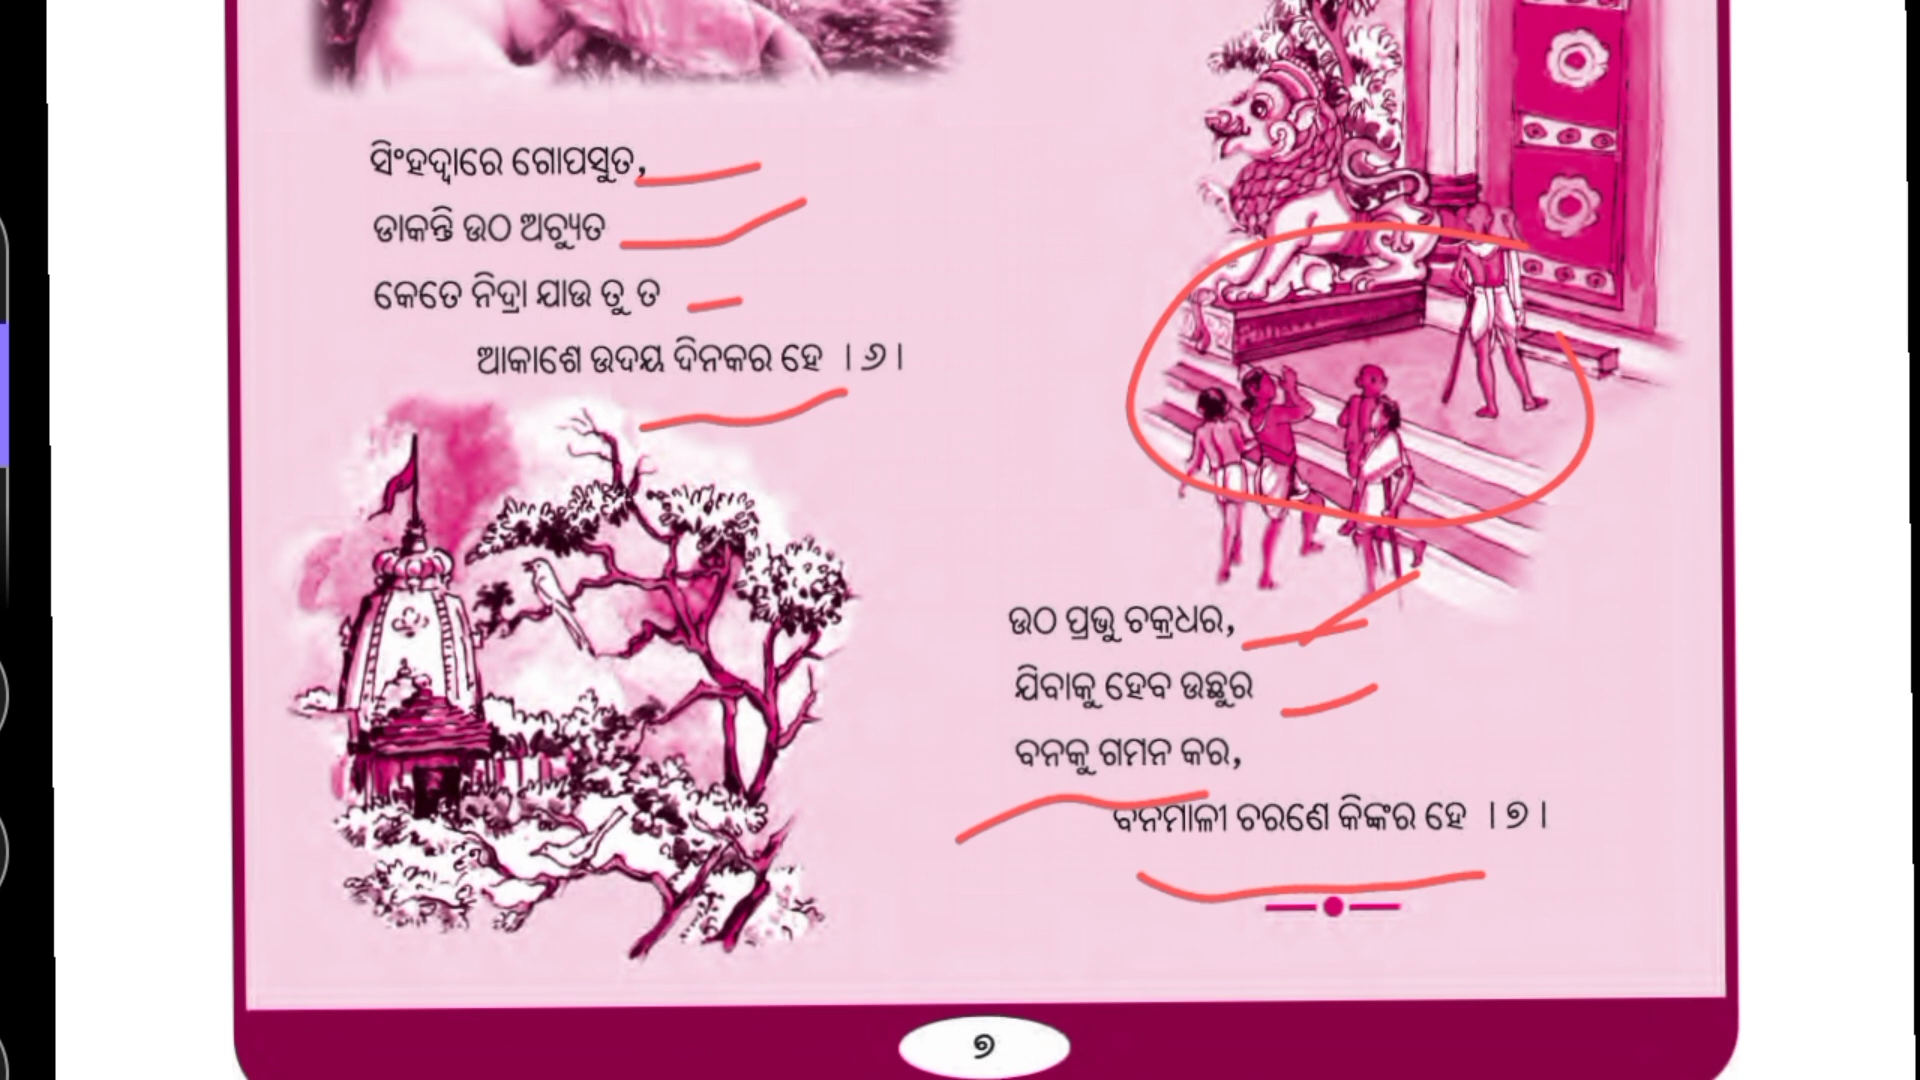 ସିଂହଦ୍ୱାରେ ଗୋପସୁତ,
ଡାକନ୍ତି ଉଠ ଅଚ୍ୟୁତ
କେତେ ନିଦ୍ରା ଯାଉ ତୁ ତ
ଆକାଶେ ଉଦୟ ଦିନକର ହେ ।୬।
ଉଠ ପ୍ରଭୁ ଚକ୍ରଧର,
ଯିବାକୁ ହେବ ଉଛୁର
ବନକୁ ଗମନ କର,
ବନମାଳୀ ଚରଣେ କିଙ୍କର ହେ ।୭।
୭